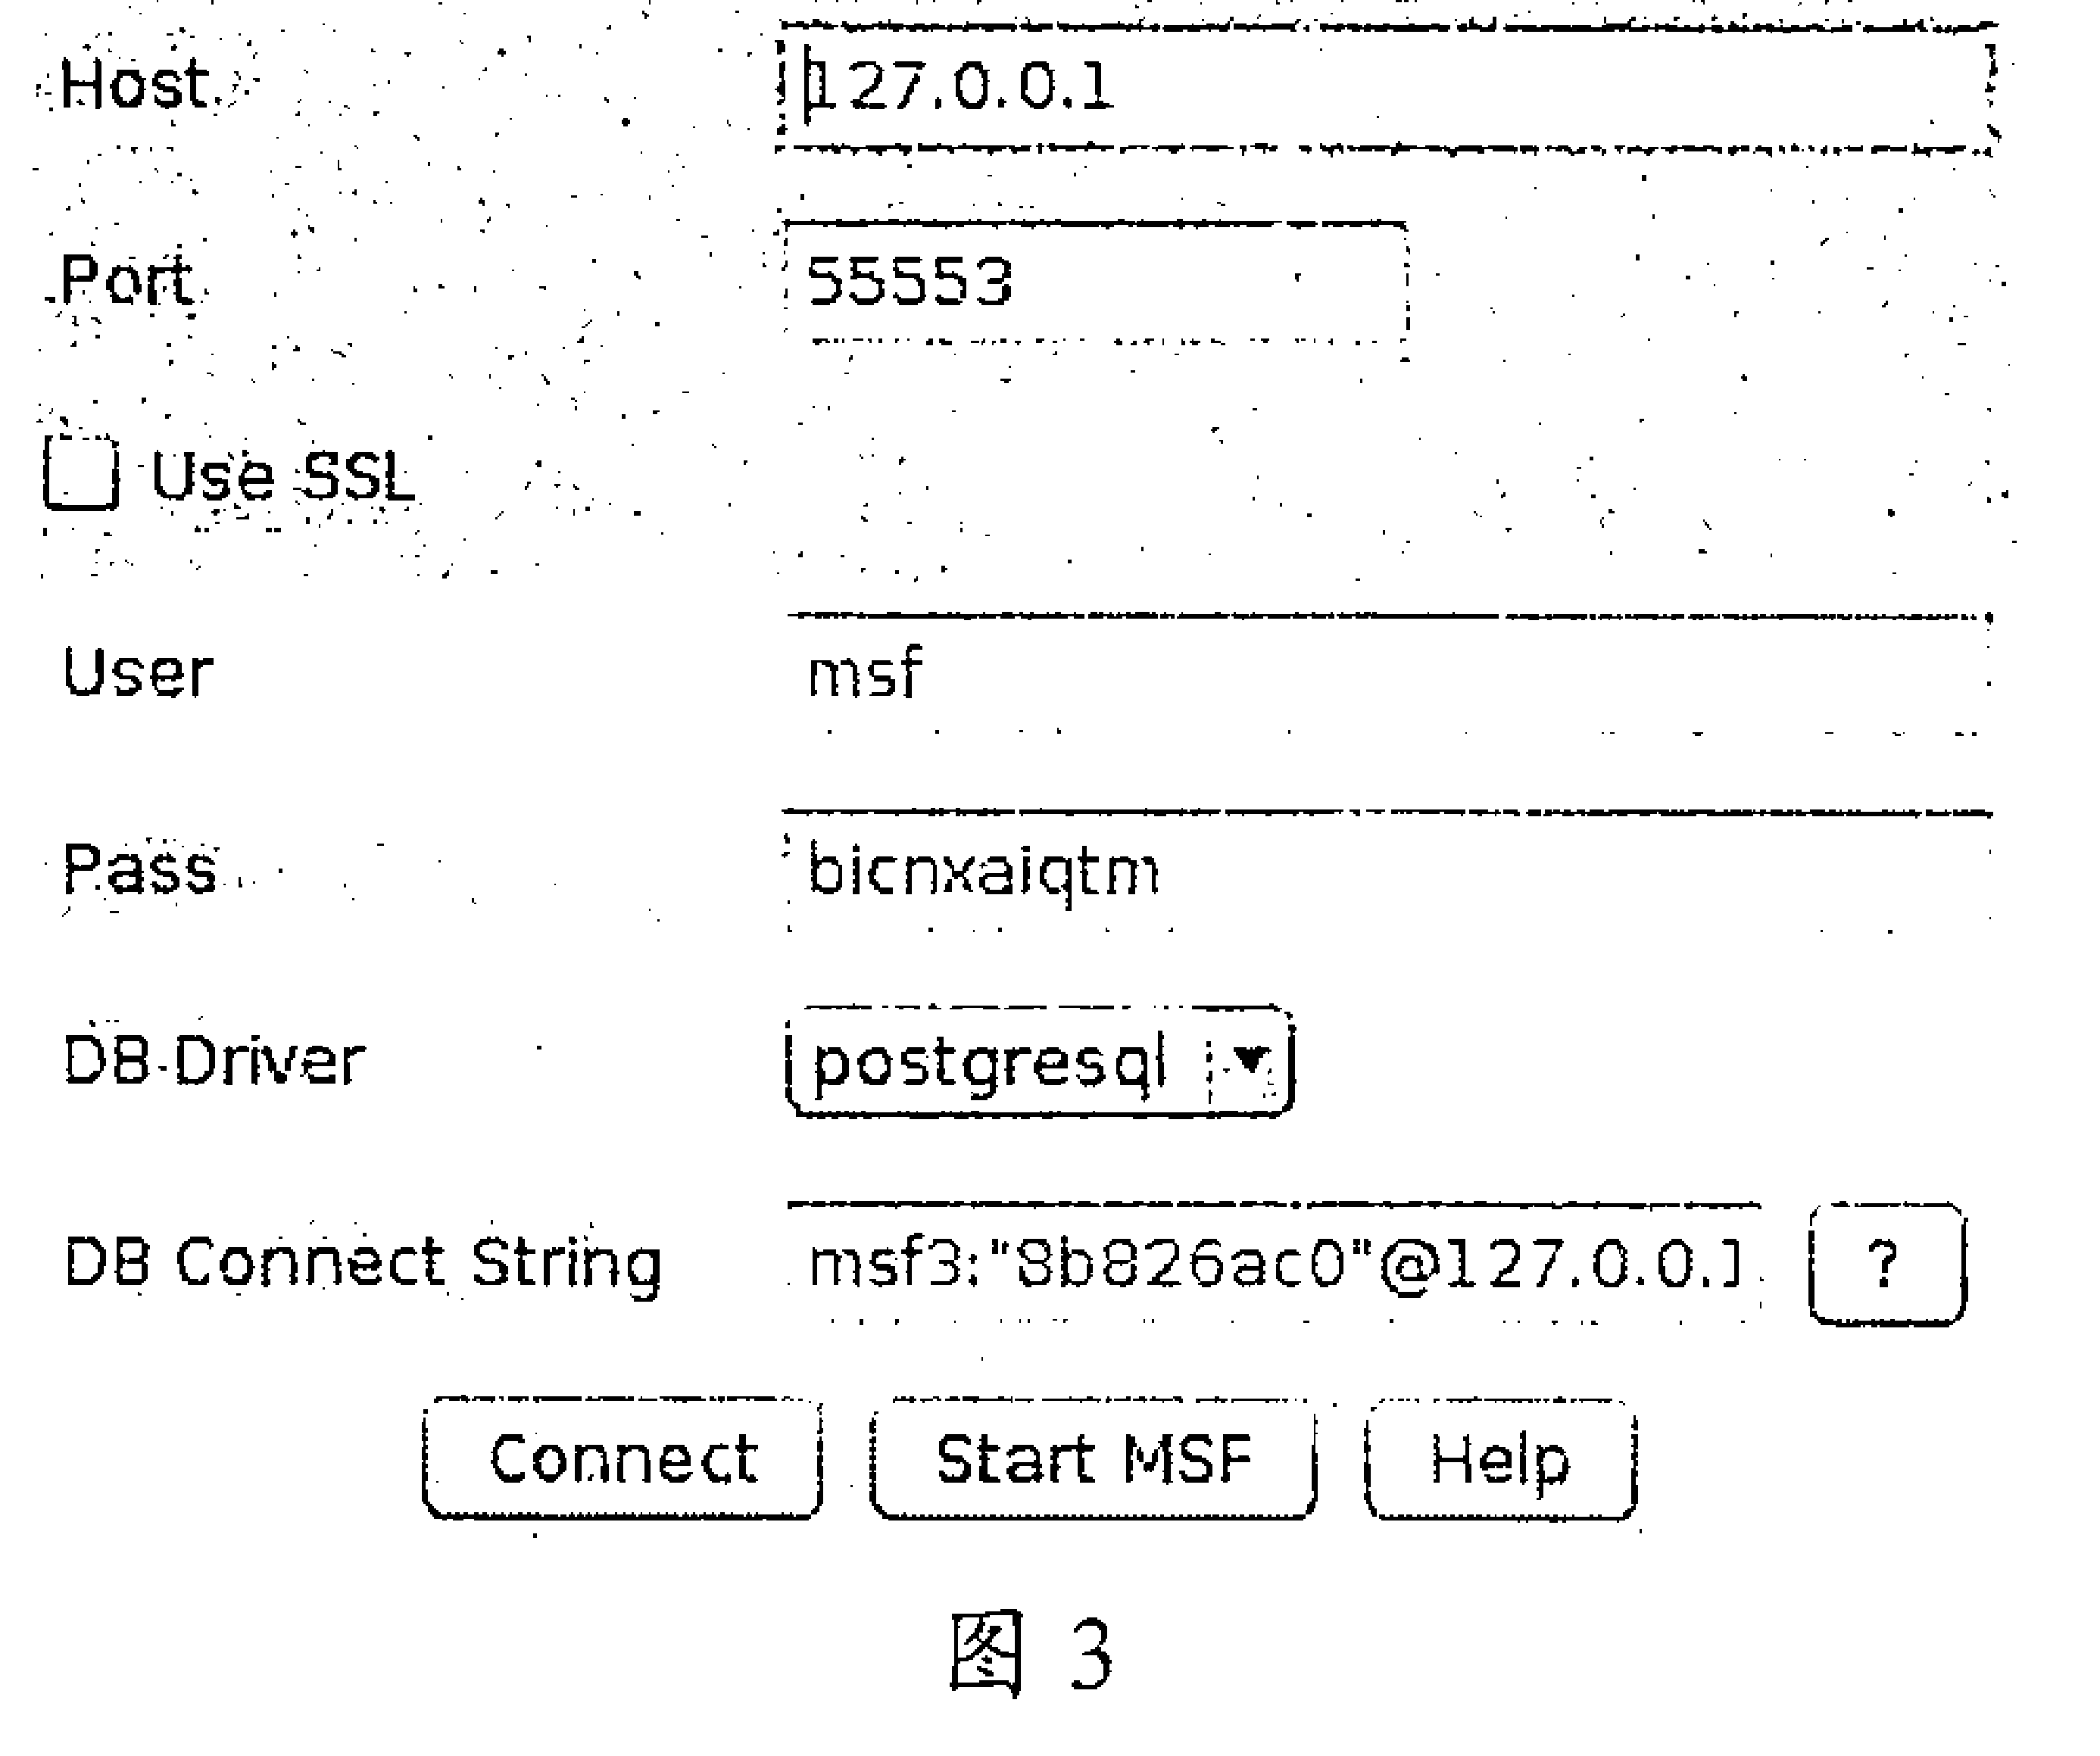 Host 127.0.0.1
Port 55553
Use SSL
User msf
Pass bicnxaiqtm
DB Driver postgresql
DB Connect String msf3:"8b826ac0"@127.0.0.1 ?
Connect Start MSF Help
图 3